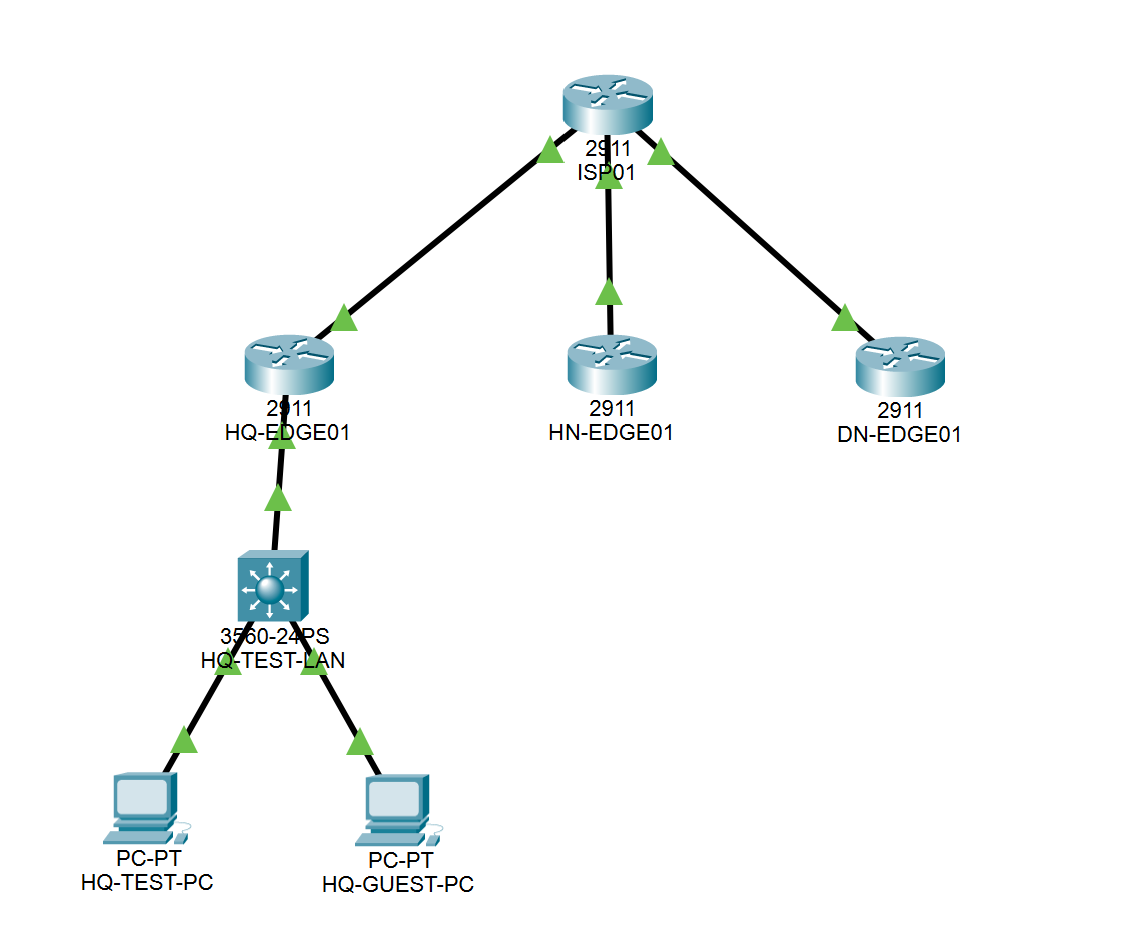 2911
ISP01
2911
HQ-EDGE01
2911
HN-EDGE01
2911
DN-EDGE01
3560-24PS
HQ-TEST-LAN
PC-PT
HQ-TEST-PC
PC-PT
HQ-GUEST-PC